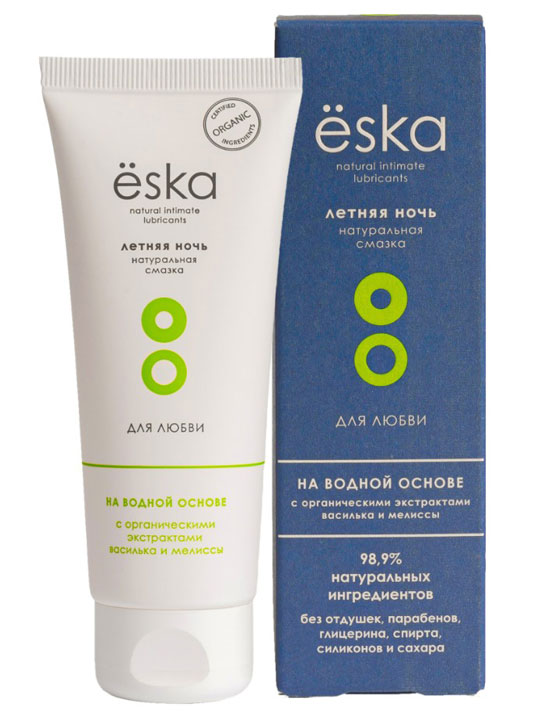 CERTIFIED
ORGANIC
INGREDIENTS
ëska
natural intimate
lubricants
летняя ночь
натуральная
смазка
ДЛЯ ЛЮБВИ
НА ВОДНОЙ ОСНОВЕ
с органическими
экстрактами
василька и мелиссы
ëska
natural intimate
lubricants
летняя ночь
натуральная
смазка
ДЛЯ ЛЮБВИ
НА ВОДНОЙ ОСНОВЕ
с органическими экстрактами
василька и мелиссы
98,9%
натуральных
ингредиентов
без отдушек, парабенов,
глицерина, спирта,
силиконов и сахара